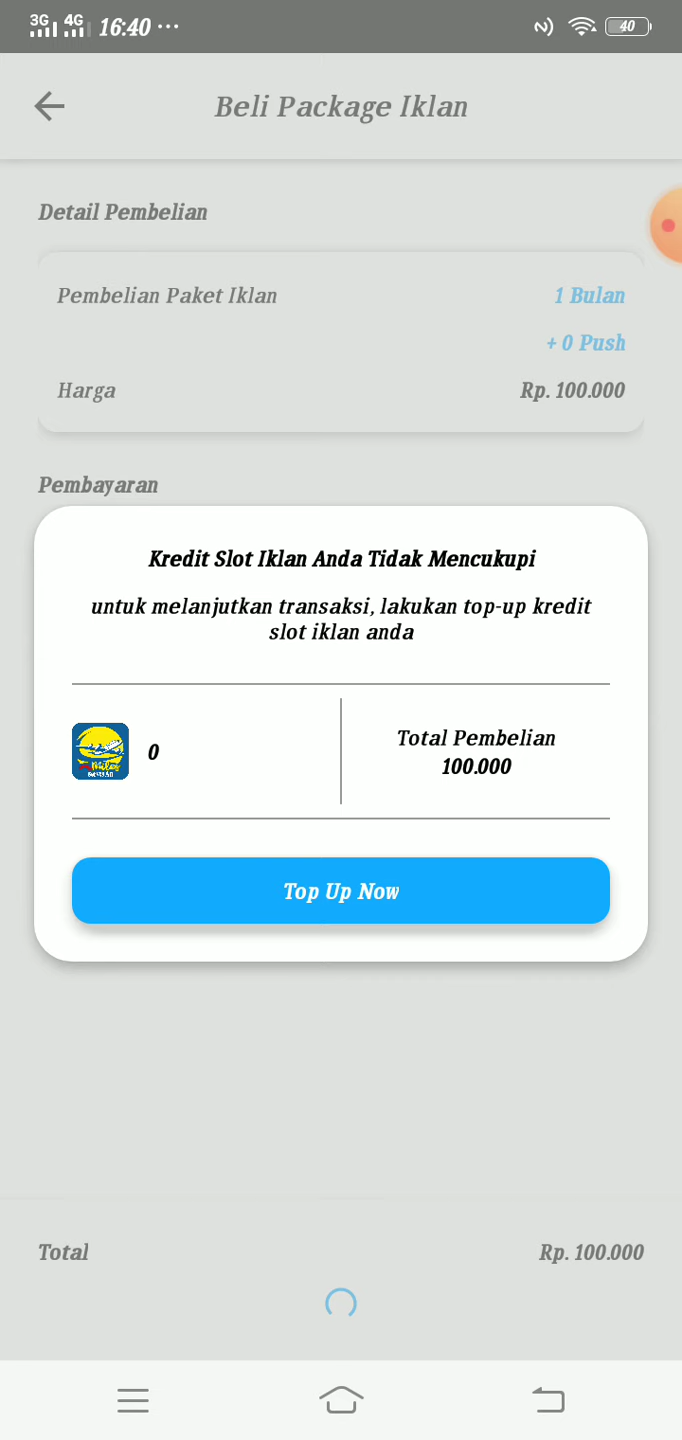 3G 4G 16:40 40
Beli Package Iklan
Detail Pembelian
Pembelian Paket Iklan 1 Bulan
+ 0 Push
Harga Rp. 100.000
Pembayaran
Kredit Slot Iklan Anda Tidak Mencukupi
untuk melanjutkan transaksi, lakukan top-up kredit
slot iklan anda
0
Total Pembelian
100.000
Top Up Now
Total Rp. 100.000